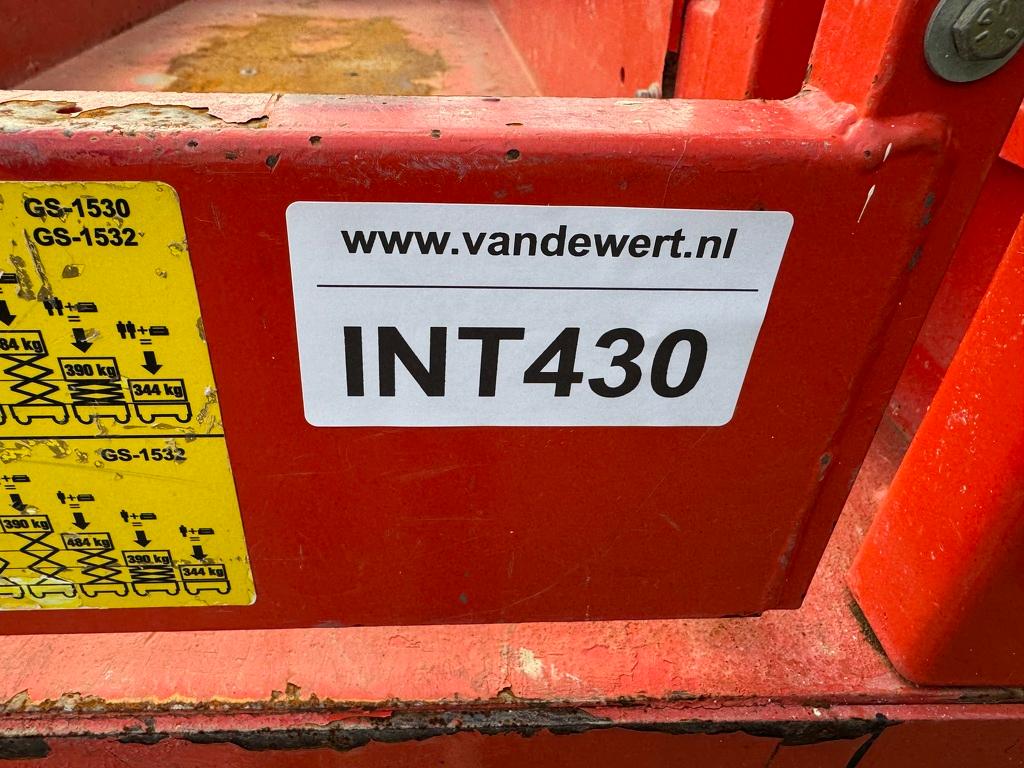 GS-1530
GS-1532
84 kg
390 kg
344 kg
GS-1532
390 kg
484 kg
390 kg
344 kg
www.vandewert.nl
INT430